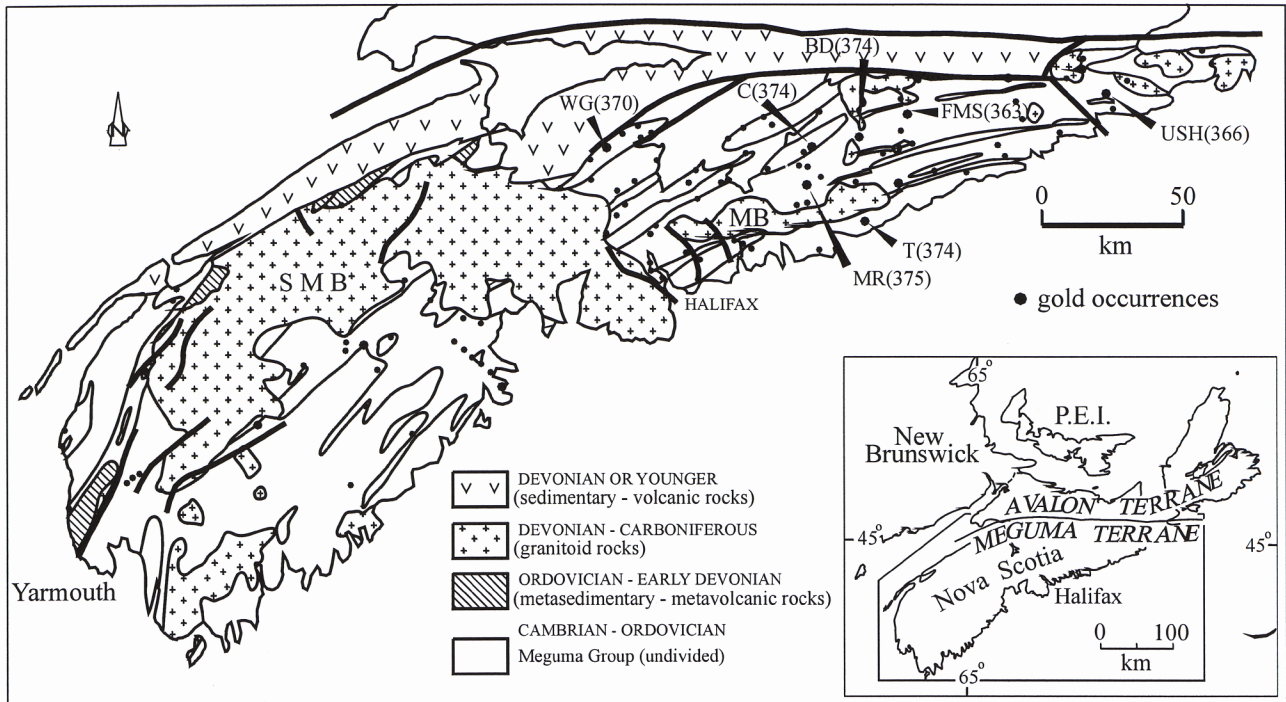 BD(374)
WG(370)
C(374)
FMS(363)
USH(366)
N
0 50
km
MB
SMB
T(374)
MR(375)
HALIFAX
gold occurrences
Yarmouth
v v DEVONIAN OR YOUNGER
(sedimentary - volcanic rocks)
DEVONIAN - CARBONIFEROUS
(granitoid rocks)
ORDOVICIAN - EARLY DEVONIAN
(metasedimentary - metavolcanic rocks)
CAMBRIAN - ORDOVICIAN
Meguma Group (undivided)
65°
P.E.I.
New
Brunswick
AVALON TERRANE
MEGUMA TERRANE
45°
45°
Nova Scotia
Halifax
0 100
km
65°